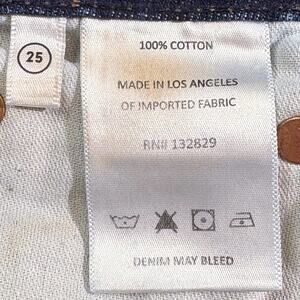 25
100% COTTON
MADE IN LOS ANGELES
OF IMPORTED FABRIC
RN# 132829
DENIM MAY BLEED